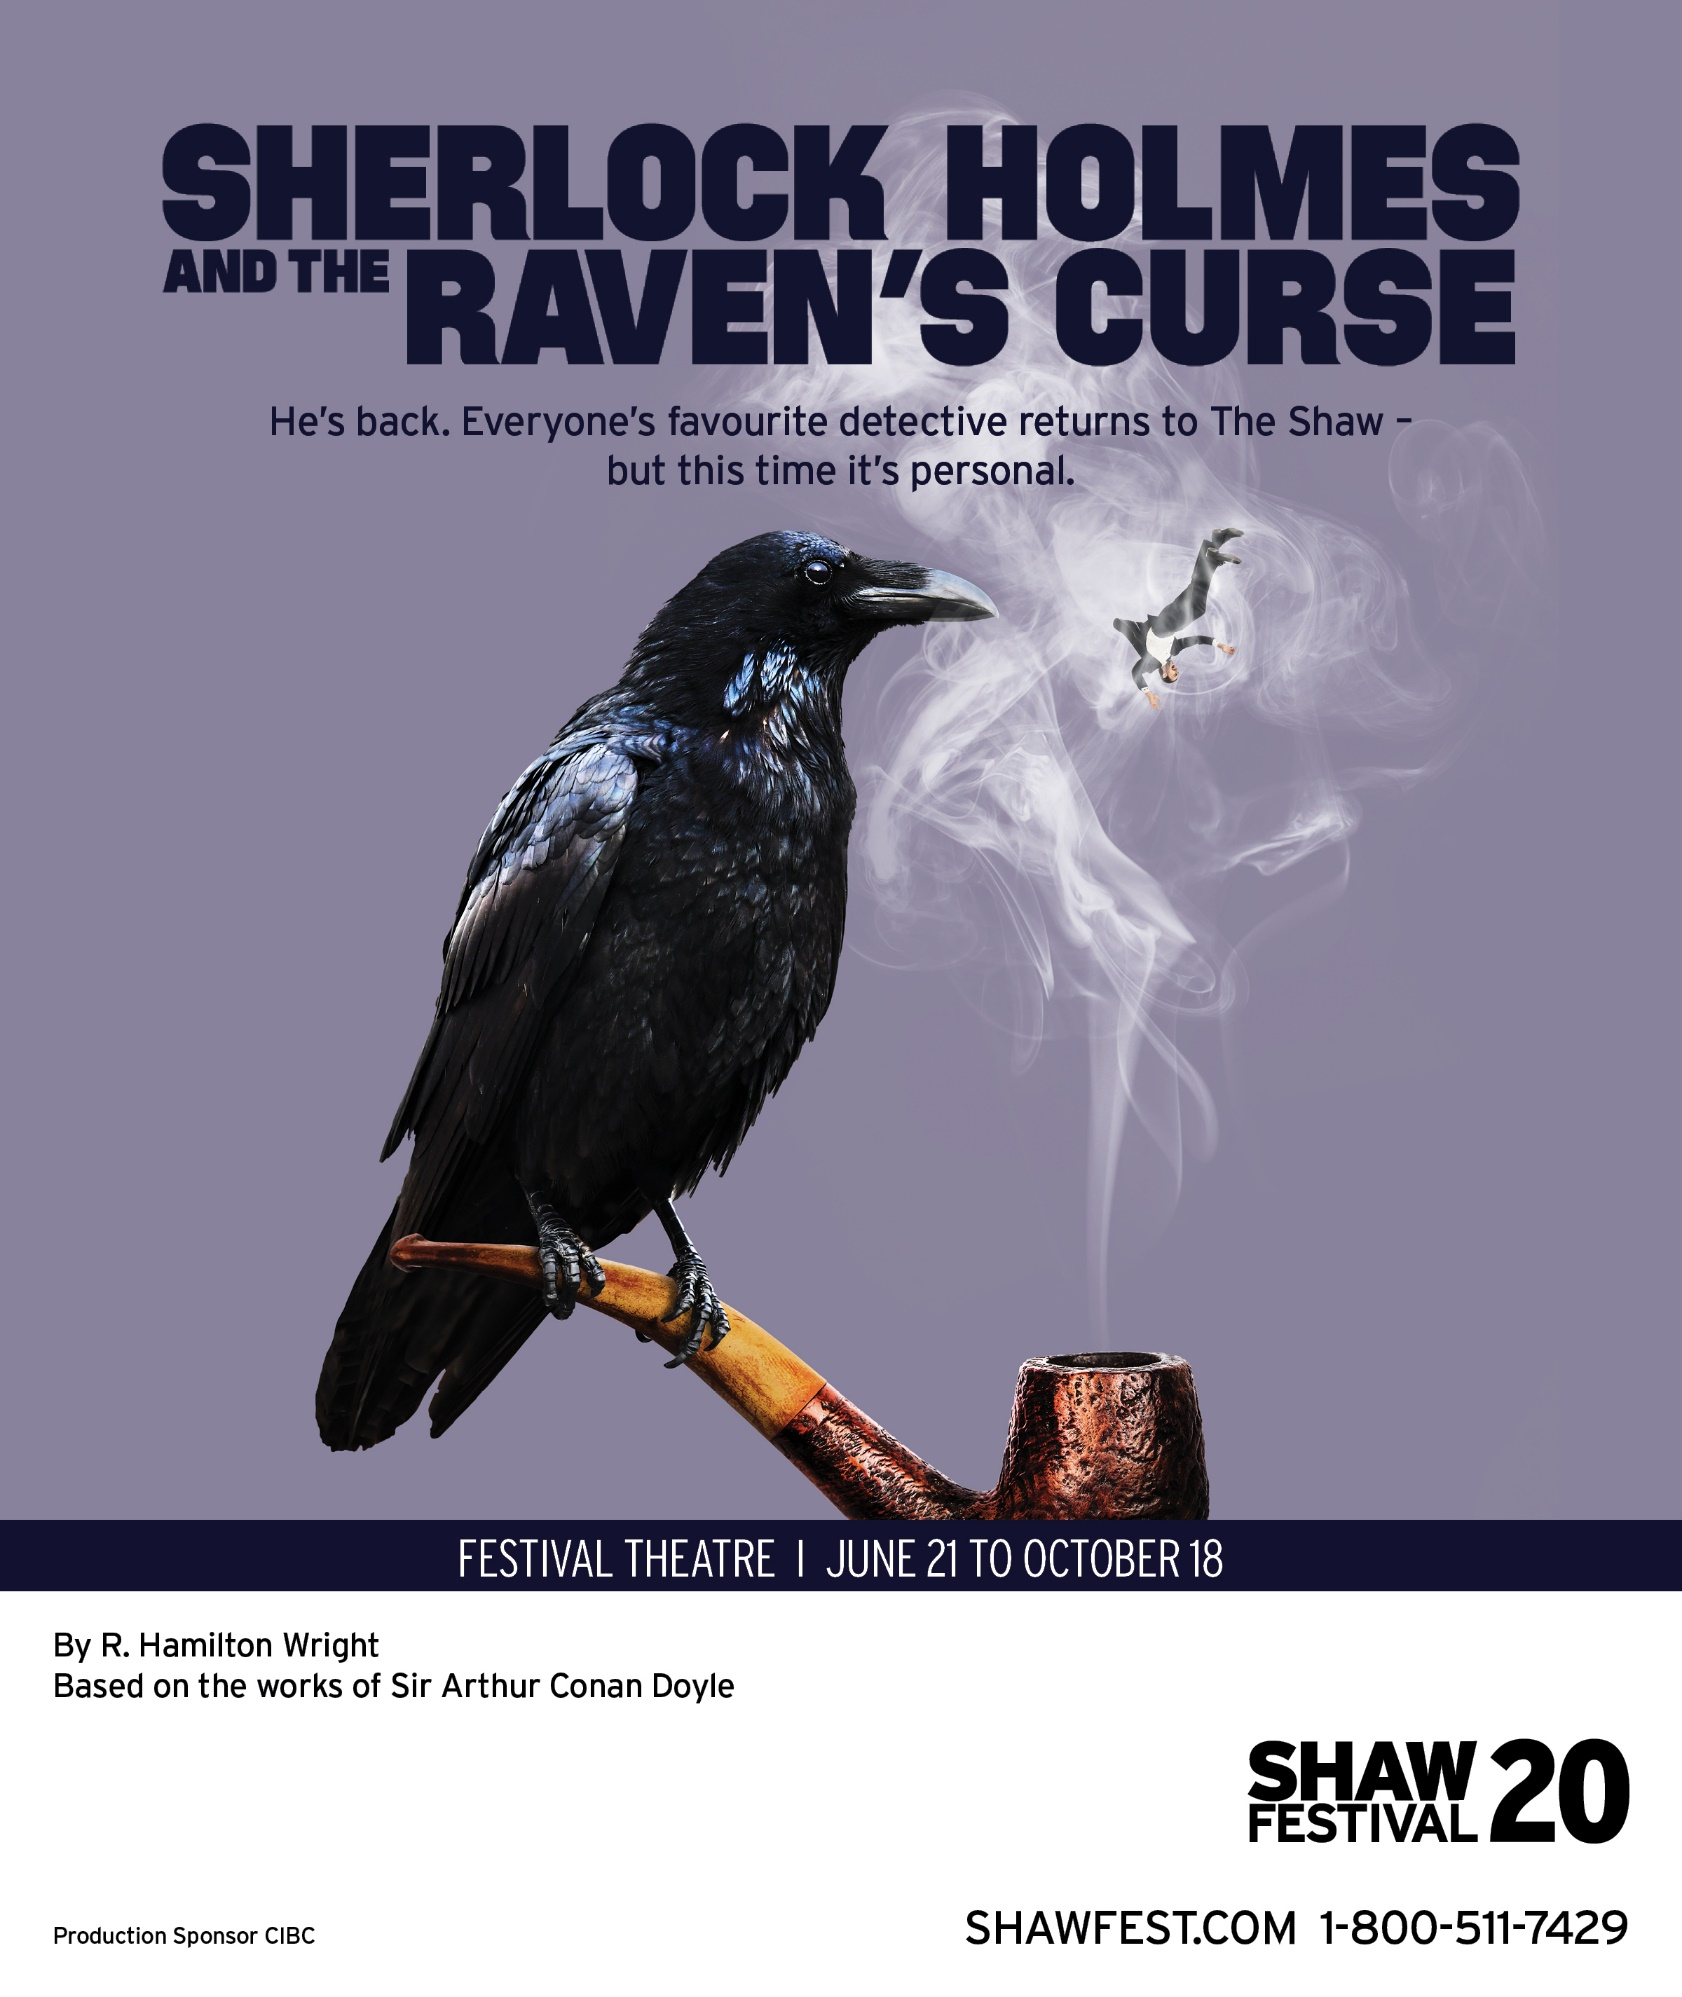 SHERLOCK HOLMES
AND THE RAVEN'S CURSE
He's back. Everyone's favourite detective returns to The Shaw –
but this time it's personal.
FESTIVAL THEATRE | JUNE 21 TO OCTOBER 18
By R. Hamilton Wright
Based on the works of Sir Arthur Conan Doyle
SHAW
FESTIVAL 20
Production Sponsor CIBC
SHAWFEST.COM 1-800-511-7429